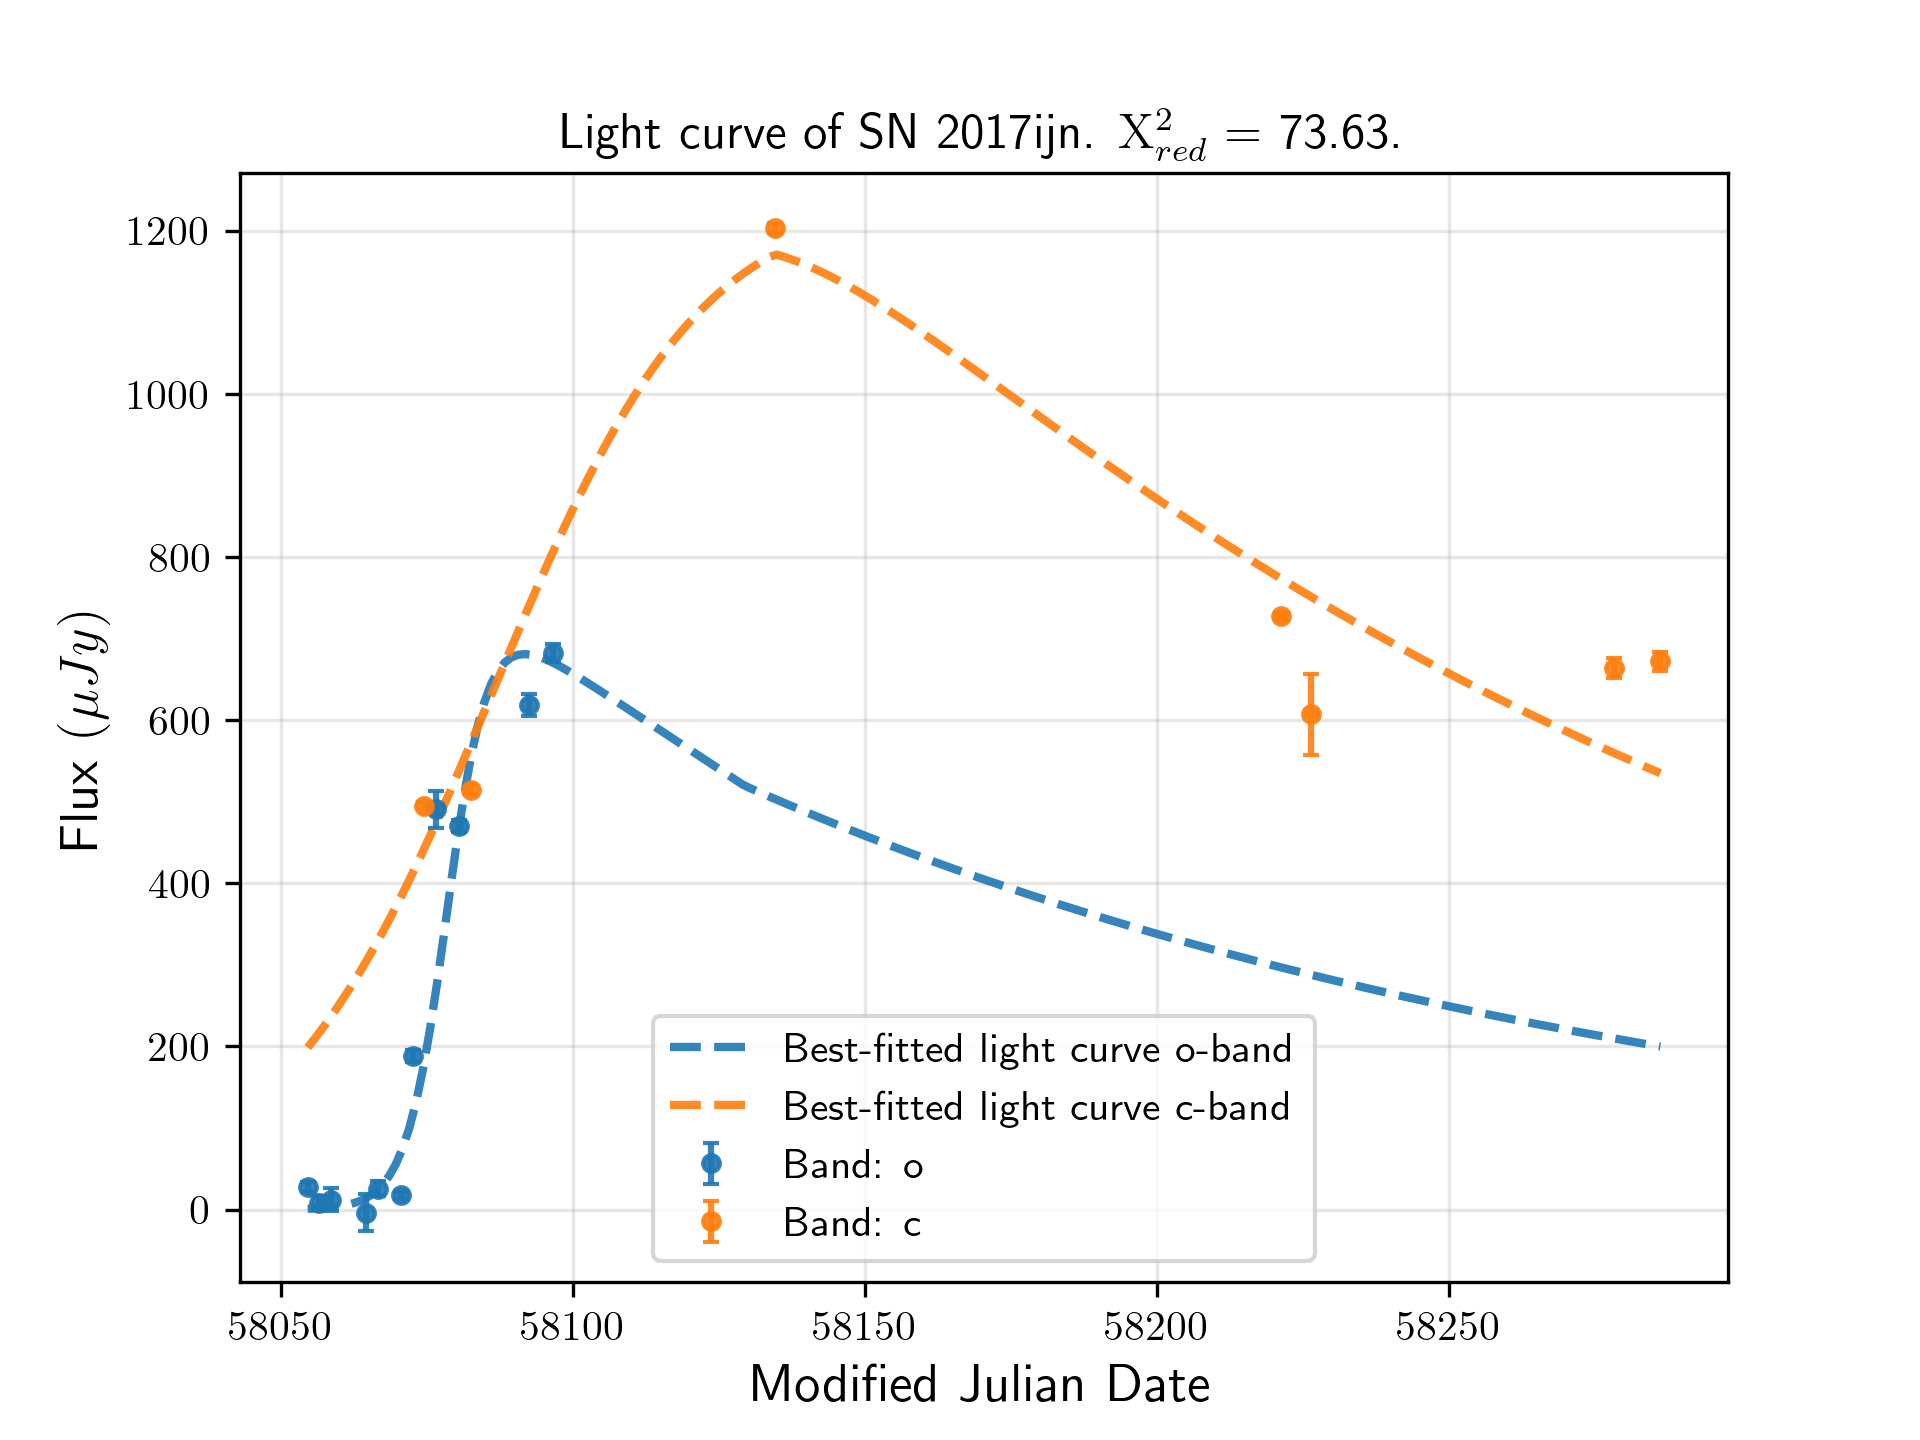 Light curve of SN 2017ijn. X²_red = 73.63.
Flux (μJy)
1200
1000
800
600
400
200
0
Best-fitted light curve o-band
Best-fitted light curve c-band
Band: o
Band: c
58050 58100 58150 58200 58250
Modified Julian Date